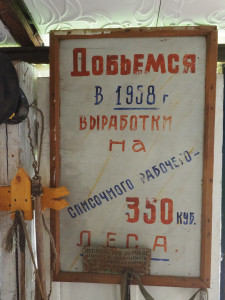 Добьемся
в 1958 г
выработки
на
списочного рабочего-
350 куб.
леса.